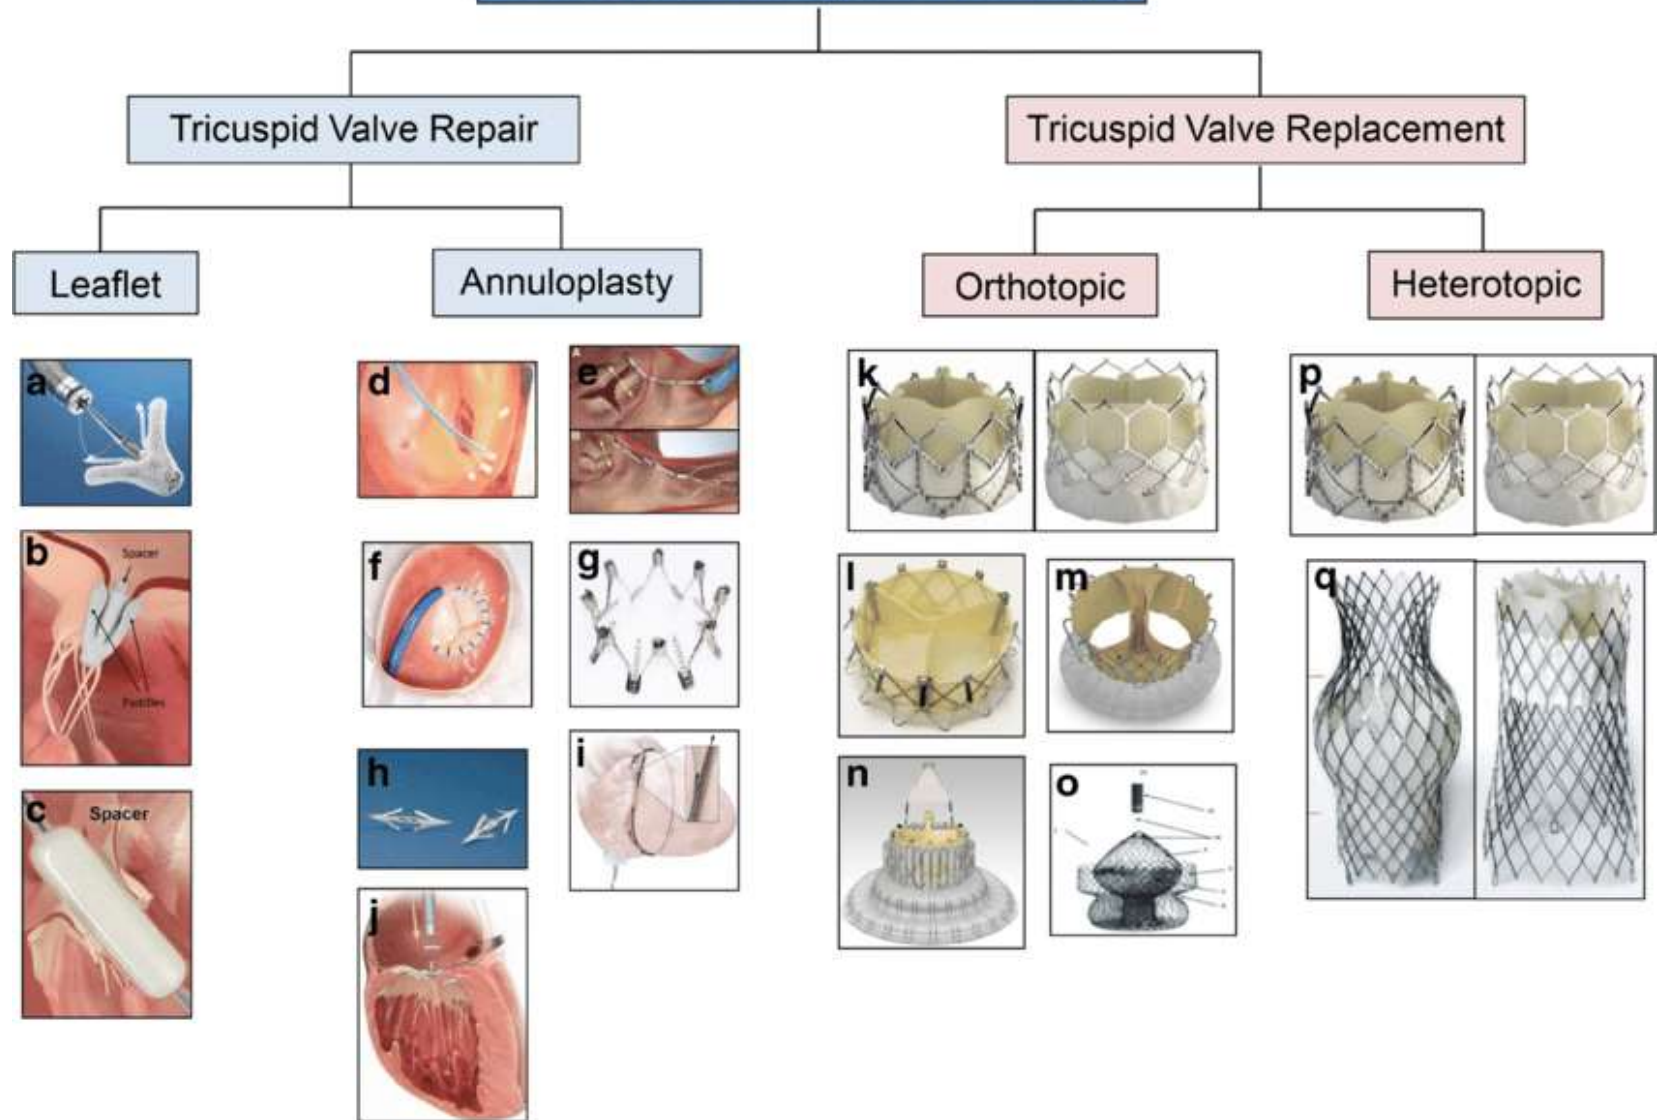 Tricuspid Valve Repair
Tricuspid Valve Replacement
Leaflet
Annuloplasty
Orthotopic
Heterotopic
a
b
Spacer
Paddles
c
Spacer
d
e
A
f
g
h
i
j
k
l
m
n
o
p
q